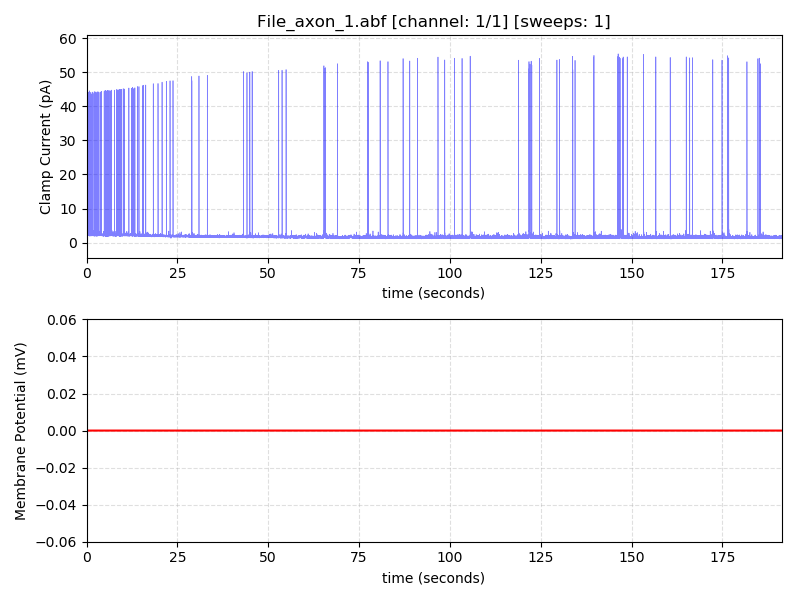 File_axon_1.abf [channel: 1/1] [sweeps: 1]
60
50
40
30
20
10
0
Clamp Current (pA)
0 25 50 75 100 125 150 175
time (seconds)
0.06
0.04
0.02
0.00
−0.02
−0.04
−0.06
Membrane Potential (mV)
0 25 50 75 100 125 150 175
time (seconds)